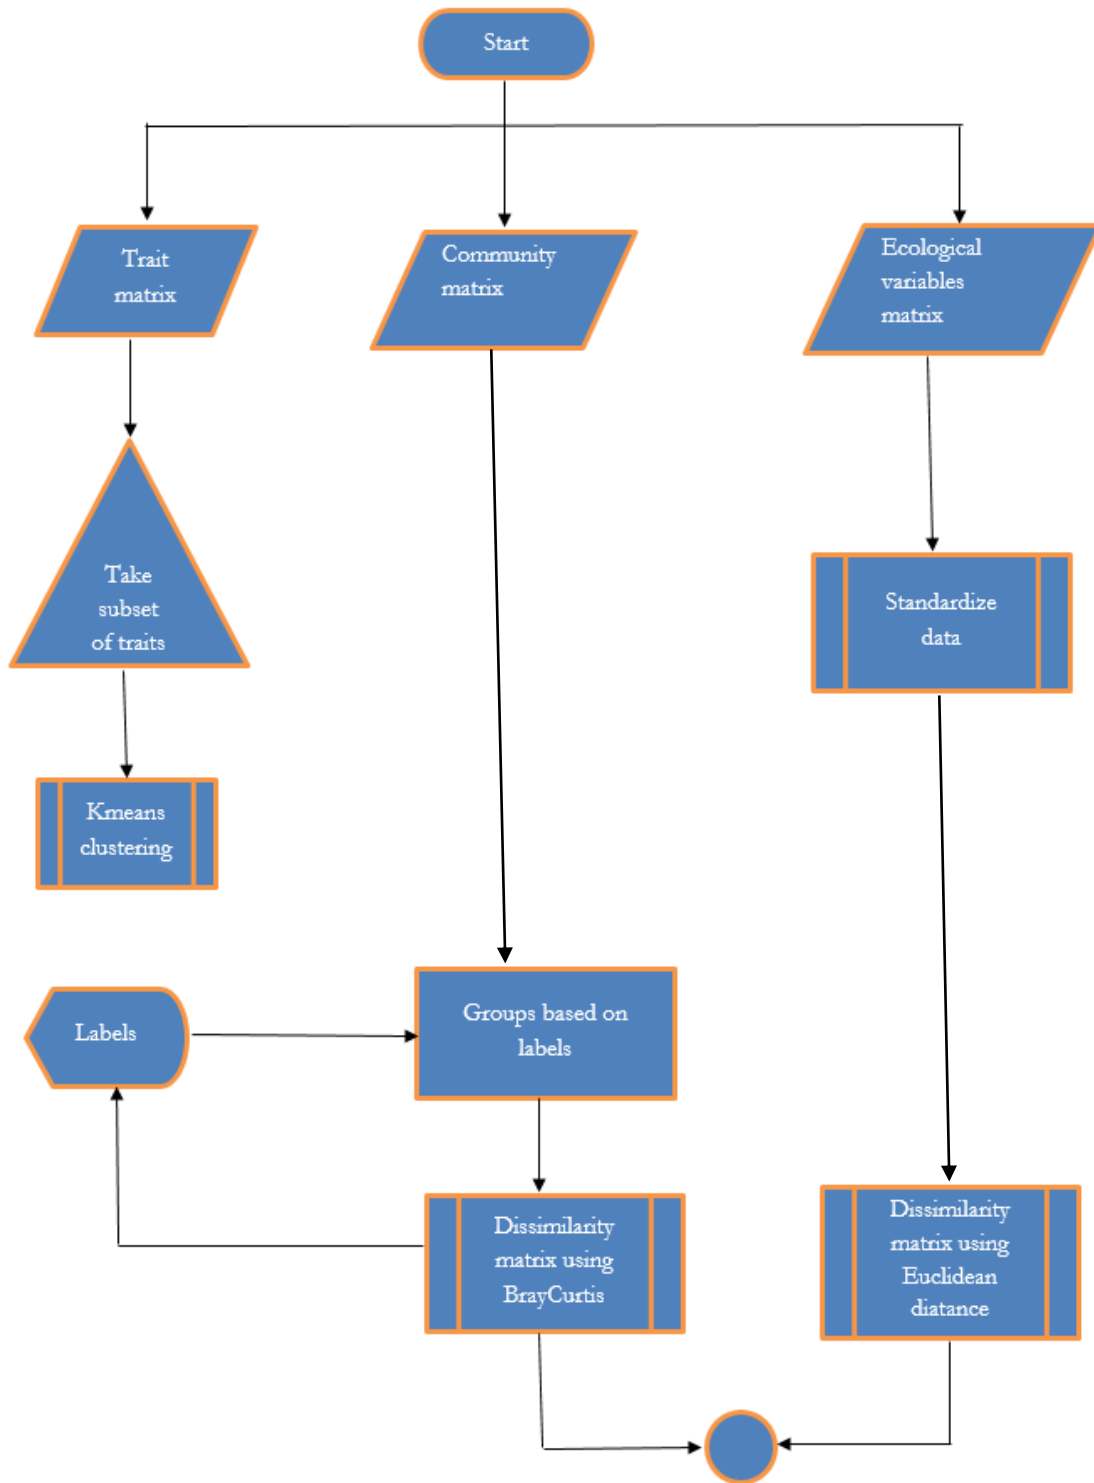 Start
Trait
matrix
Community
matrix
Ecological
variables
matrix
Take
subset
of traits
Standardize
data
Kmeans
clustering
Labels
Groups based on
labels
Dissimilarity
matrix using
BrayCurtis
Dissimilarity
matrix using
Euclidean
diatance